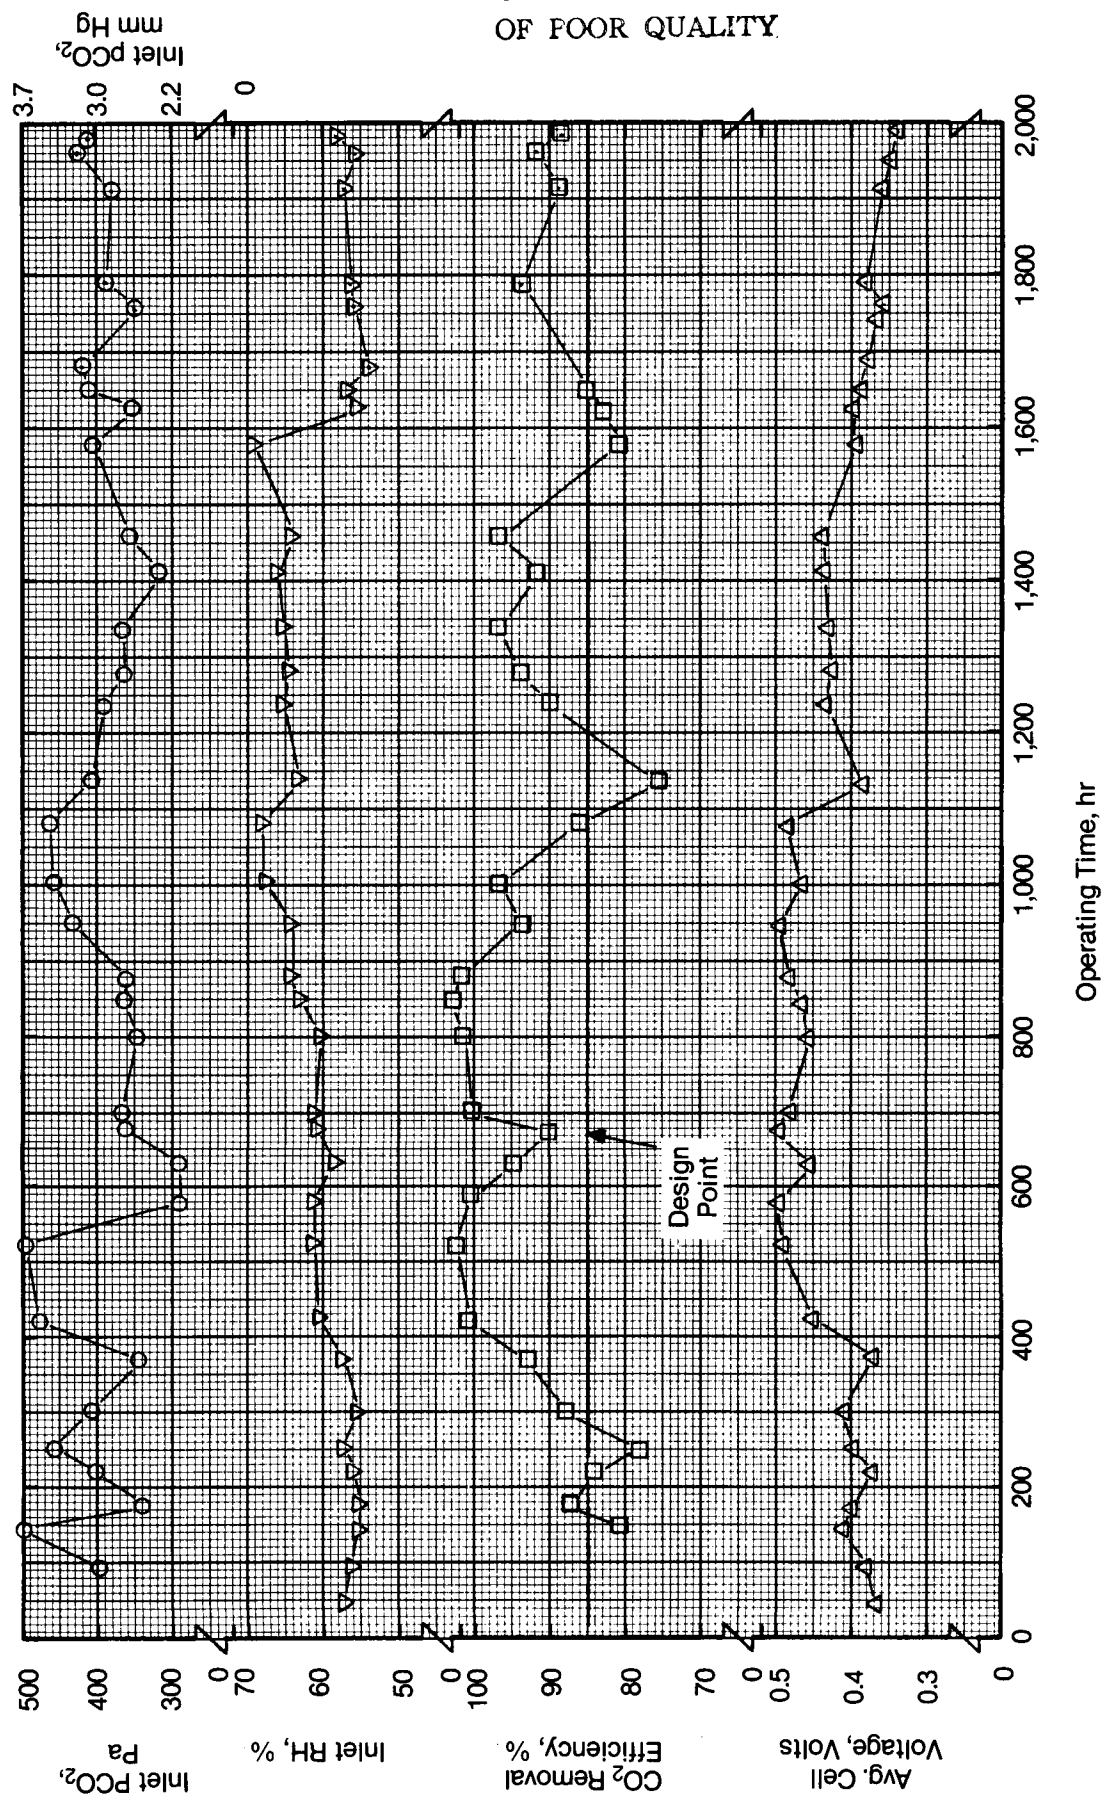 OF POOR QUALITY
Inlet PCO2,
Pa
500
400
300
0
Inlet pCO2,
mm Hg
3.7
3.0
2.2
0
Inlet RH, %
70
60
50
0
CO2 Removal
Efficiency, %
100
90
80
70
0
Design
Point
Avg. Cell
Voltage, Volts
0.5
0.4
0.3
0
0
200
400
600
800
1,000
1,200
1,400
1,600
1,800
2,000
Operating Time, hr